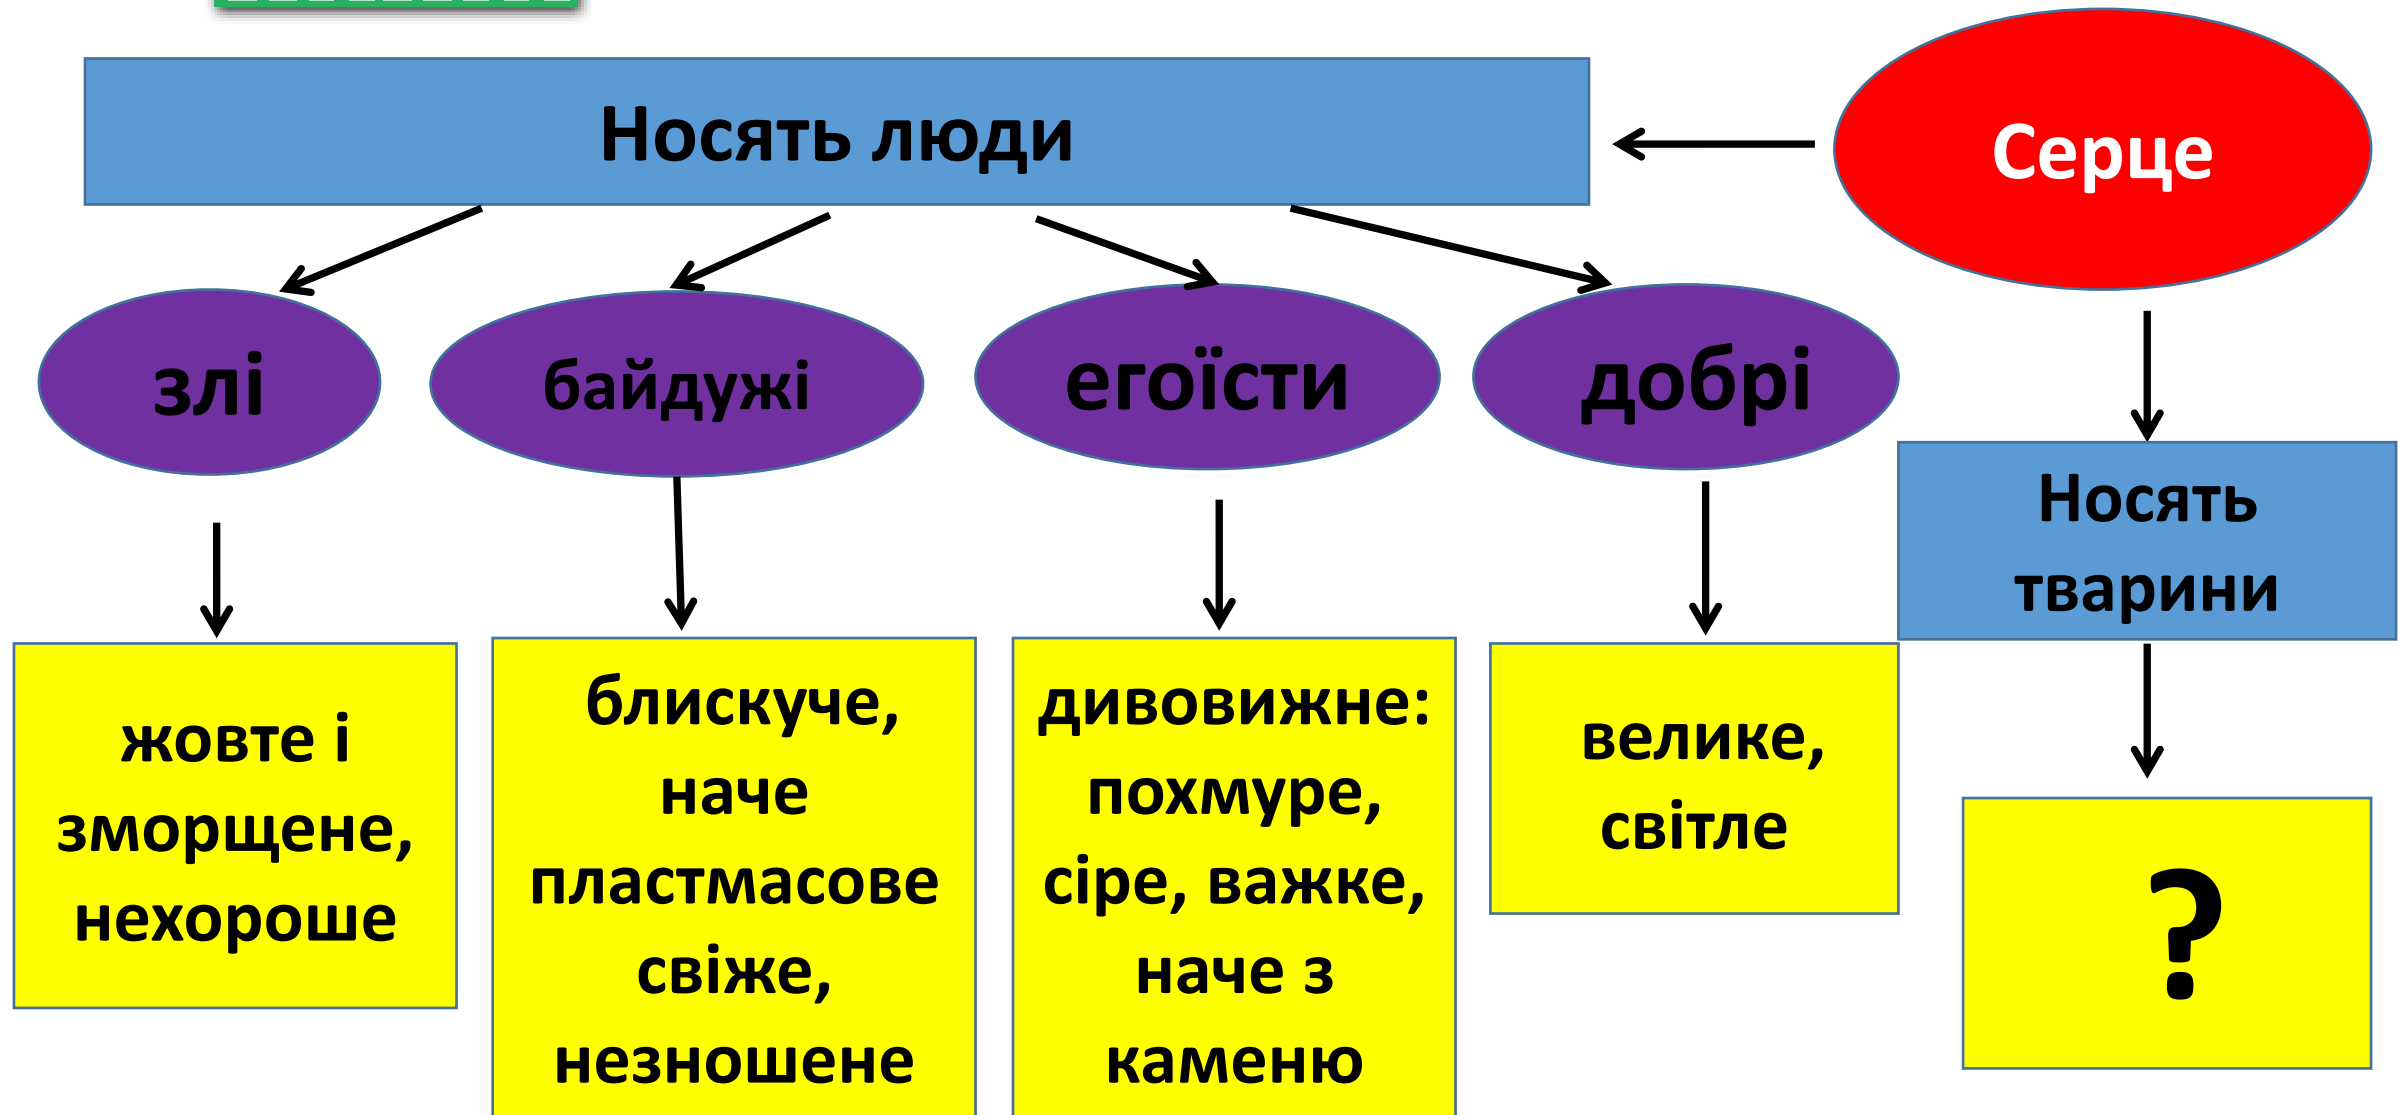 Носять люди
Серце
злі
байдужі
егоїсти
добрі
Носять
тварини
жовте і
зморщене,
нехороше
блискуче,
наче
пластмасове
свіже,
незношене
дивовижне:
похмуре,
сіре, важке,
наче з
каменю
велике,
світле
?